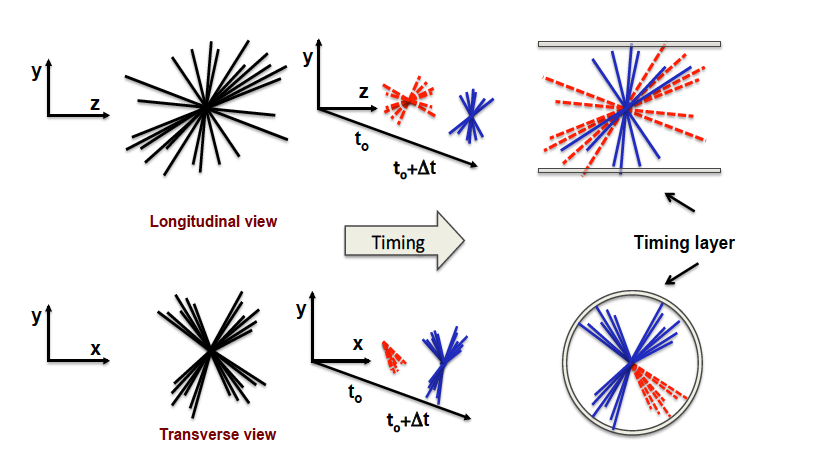 y
z
y
z
t₀
t₀+Δt
Longitudinal view
Timing
Timing layer
y
x
y
x
t₀
t₀+Δt
Transverse view